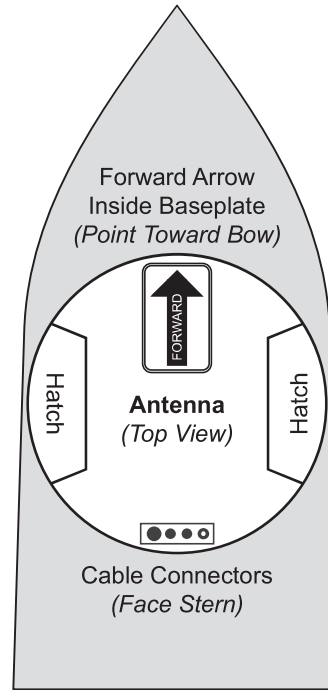 Forward Arrow
Inside Baseplate
(Point Toward Bow)
FORWARD
Hatch
Antenna
(Top View)
Hatch
Cable Connectors
(Face Stern)